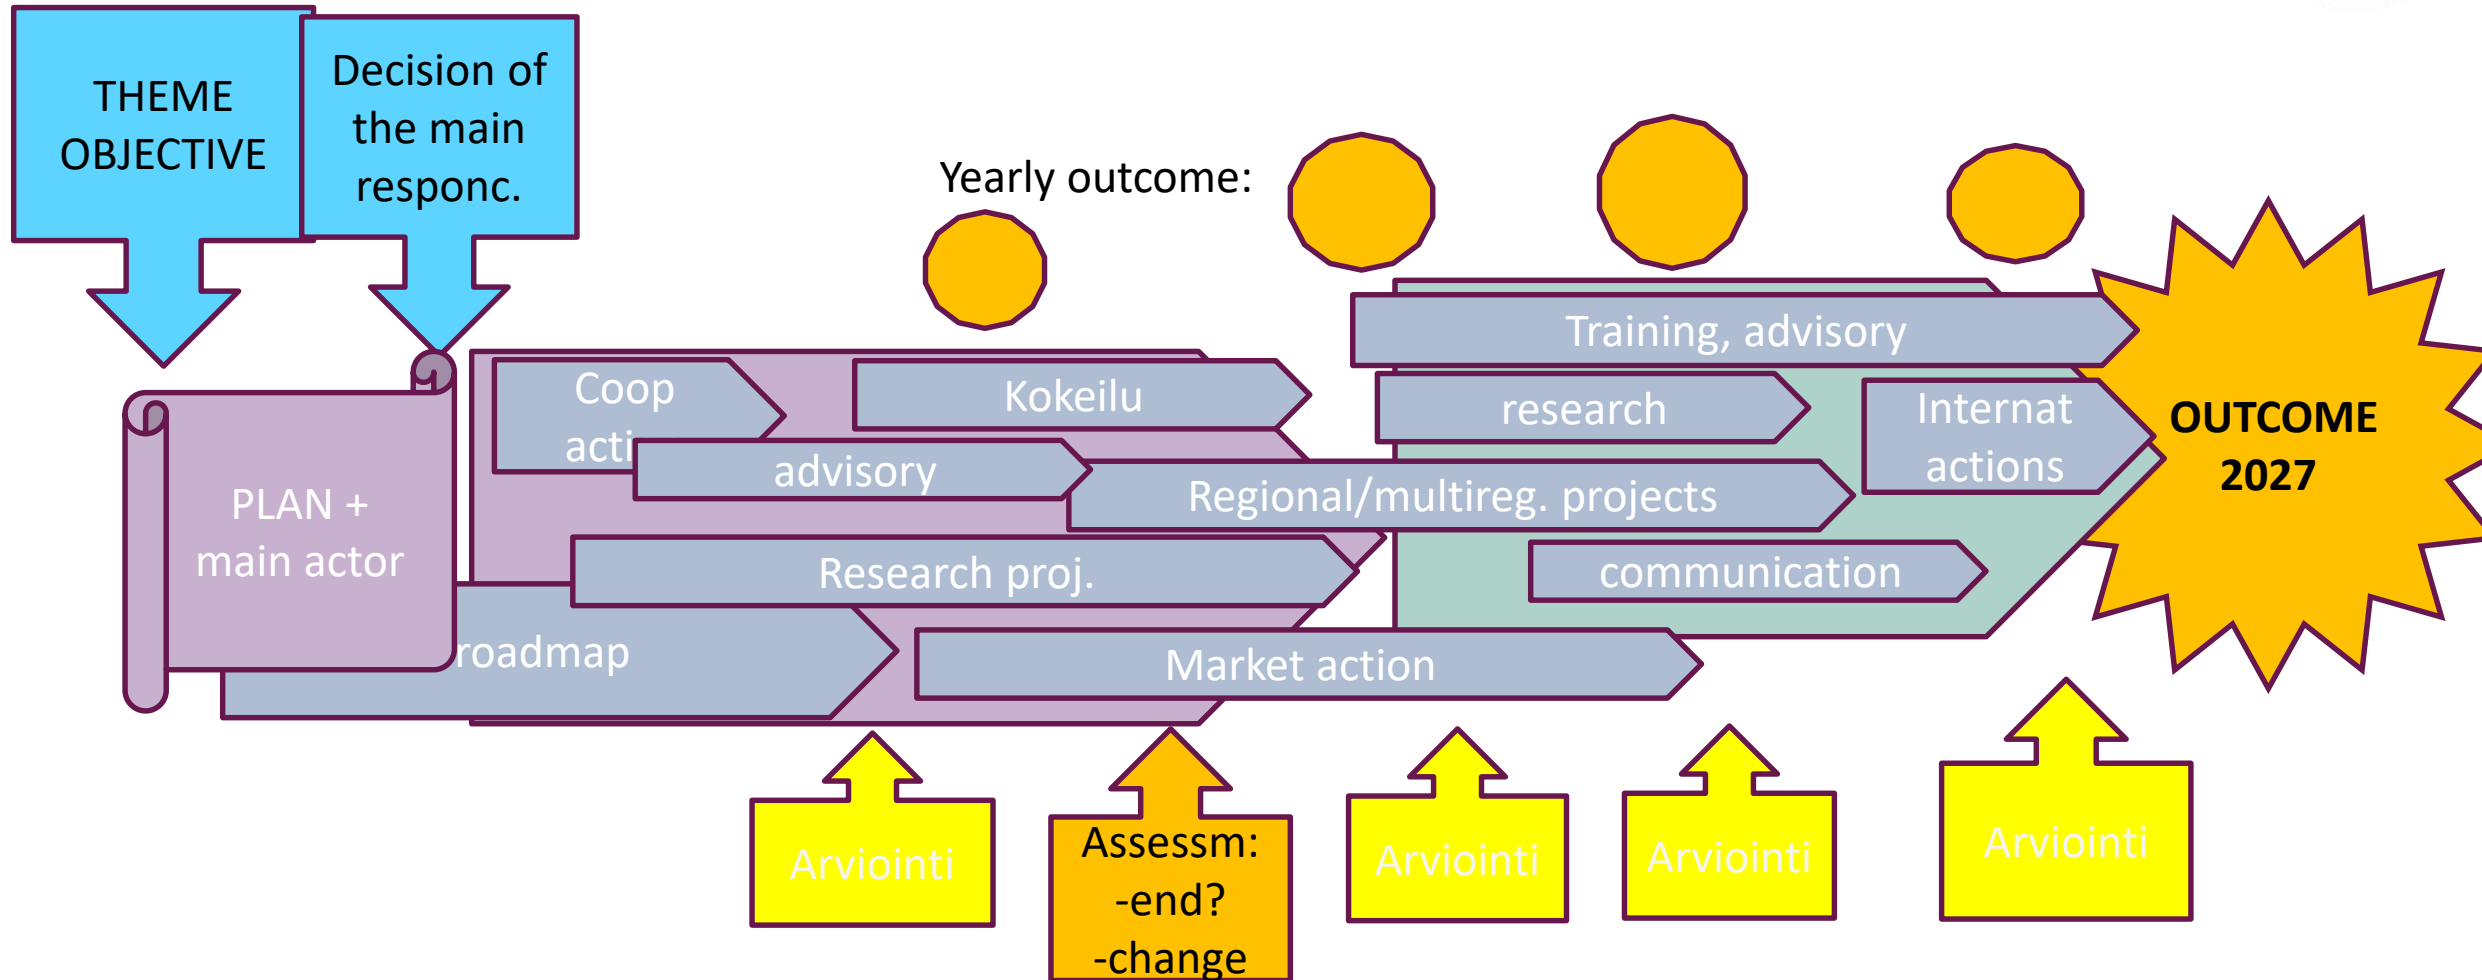 THEME
OBJECTIVE
Decision of
the main
responc.
Yearly outcome:
Training, advisory
Coop
acti
Kokeilu
research
Internat
actions
OUTCOME
2027
advisory
Regional/multireg. projects
PLAN +
main actor
Research proj.
communication
roadmap
Market action
Arviointi
Assessm:
-end?
-change
Arviointi
Arviointi
Arviointi